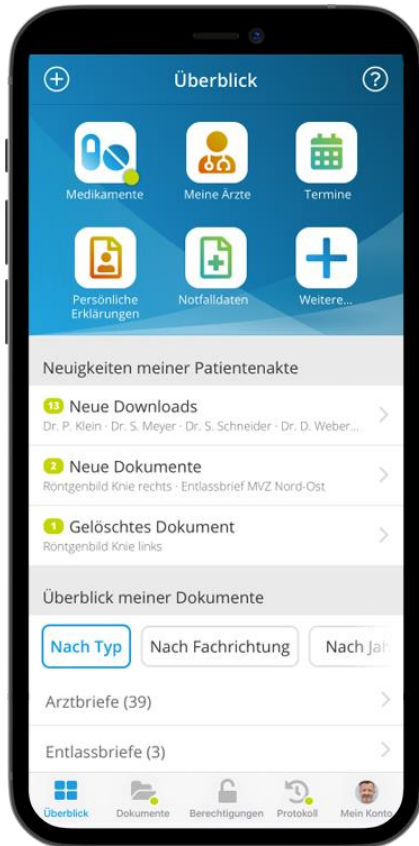 Überblick
?
Medikamente
Meine Ärzte
Termine
Persönliche
Erklärungen
Notfalldaten
Weitere...
Neuigkeiten meiner Patientenakte
13 Neue Downloads
Dr. P. Klein · Dr. S. Meyer · Dr. S. Schneider · Dr. D. Weber...
2 Neue Dokumente
Röntgenbild Knie rechts · Entlassbrief MVZ Nord-Ost
1 Gelöschtes Dokument
Röntgenbild Knie links
Überblick meiner Dokumente
Nach Typ
Nach Fachrichtung
Nach Jah
Arztbriefe (39)
Entlassbriefe (3)
Überblick
Dokumente
Berechtigungen
Protokoll
Mein Konto